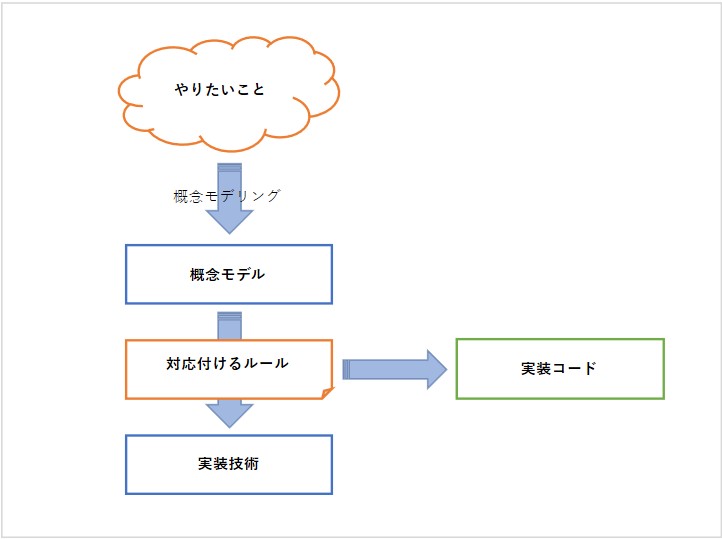 やりたいこと
概念モデリング
概念モデル
対応付けるルール
実装コード
実装技術